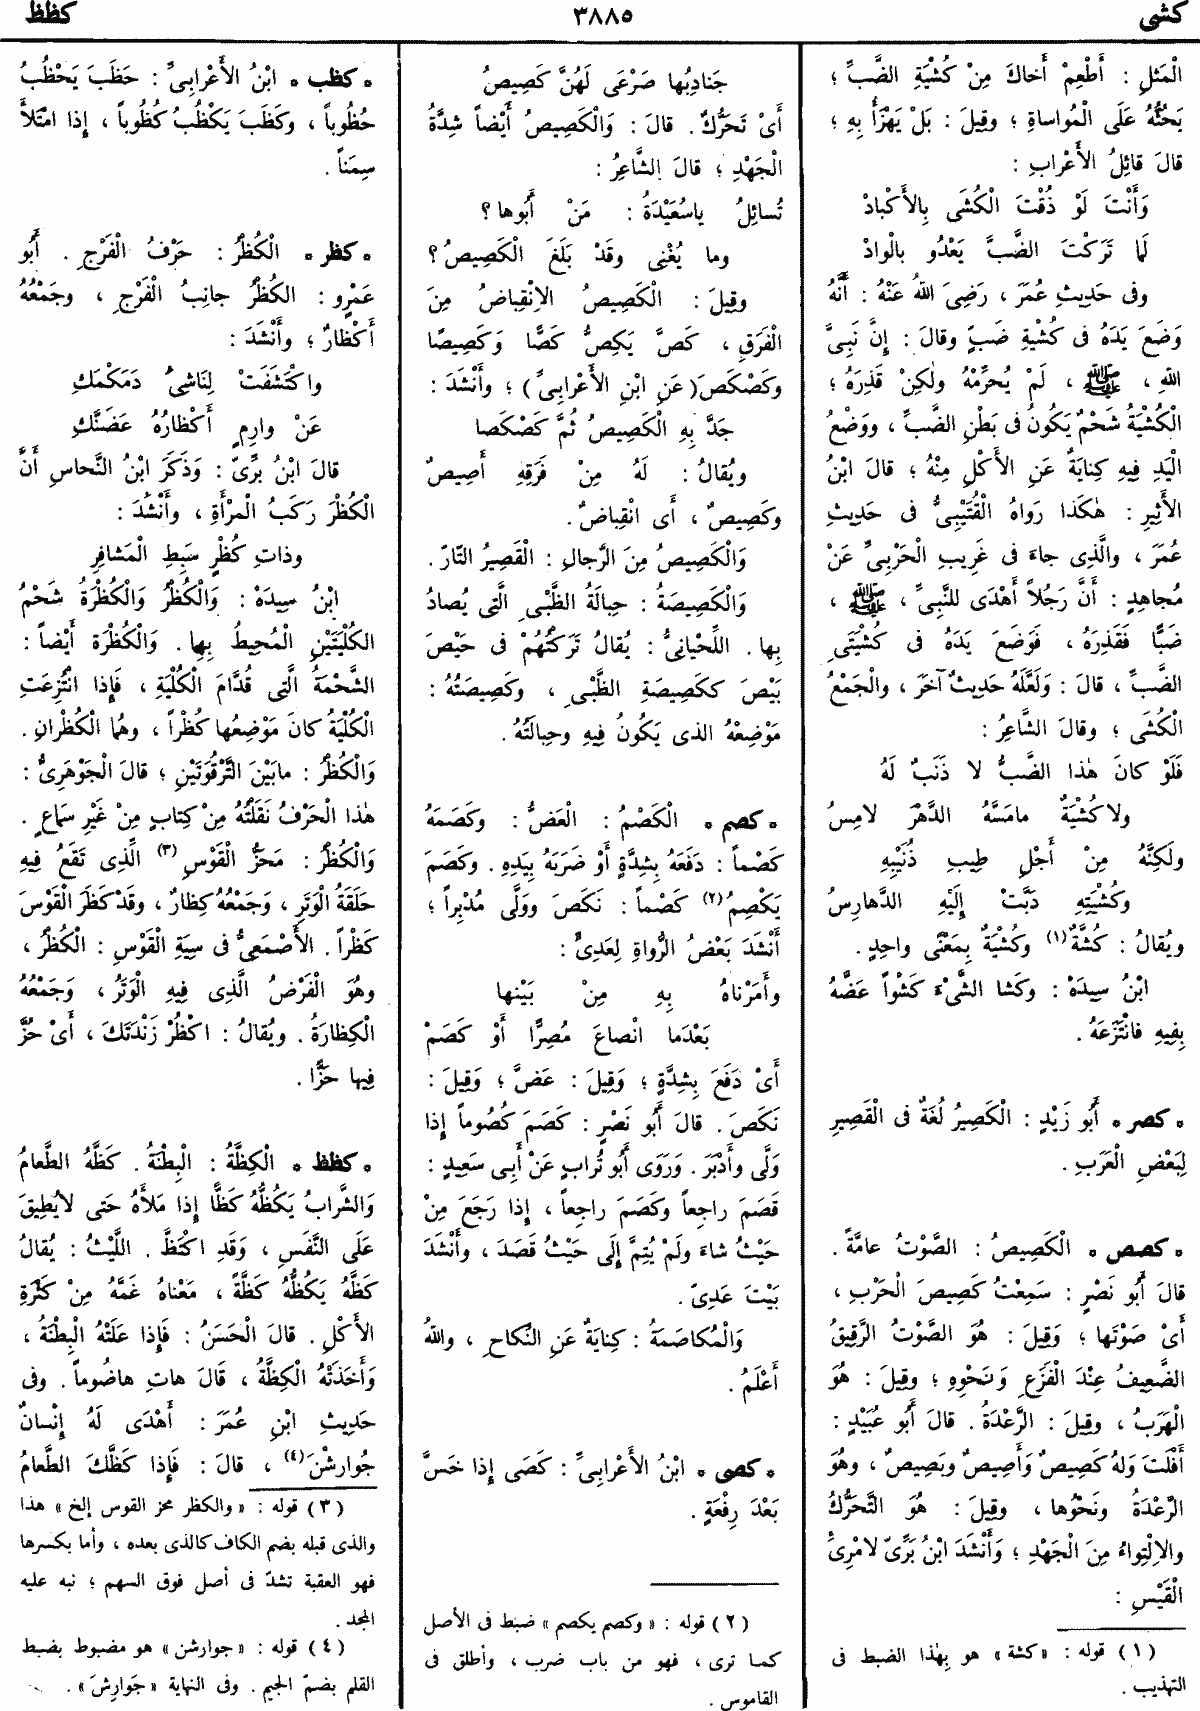 كشى
٣٨٨٥
كظظ
الْمَثلِ : أَطْعِمْ أَخاكَ مِنْ كُشْيَةِ الضَّبِّ ؛
يَحُثُّهُ عَلَى الْمُواساةِ ؛ وقِيلَ : بَلْ يَهْزَأُ بِهِ ؛
قالَ قائِلُ الأَعْرابِ :
وَأَنْتَ لَوْ ذُقْتَ الْكُشَى بِالأَكْبادْ
لَما تَرَكْتَ الضَّبَّ يَعْدُو بالْوادْ
وفى حَدِيثِ عُمَرَ ، رَضِىَ اللهُ عَنْهُ : أَنَّهُ
وَضَعَ يَدَهُ فى كُشْيَةِ ضَبٍّ وقالَ : إِنَّ نَبِىَّ
اللهِ ، ﷺ ، لَمْ يُحرِّمْهُ ولٰكِنْ قَذِرَهُ ؛
الْكُشْيَةُ شَحْمٌ يَكُونُ فى بَطْنِ الضَّبِّ ، ووَضْعُ
الْيَدِ فِيهِ كِنايَةٌ عَنِ الأَكْلِ مِنْهُ ؛ قالَ ابْنُ
الأَثِيرِ : هٰكَذا رَواهُ الْقُتَيْبِىُّ فى حَدِيثِ
عُمَرَ ، والَّذِى جاءَ فى غَرِيبِ الْحَرْبِىِّ عَنْ
مُجاهِدٍ : أَنَّ رَجُلاً أَهْدَى للنَّبِىِّ ، ﷺ ،
ضَبًّا فَقَذِرَهُ ، فَوَضَعَ يَدَهُ فى كُشْيَتَىِ
الضَّبِّ ، قالَ : وَلَعَلَّهُ حَدِيثٌ آخَرَ ، والْجَمْعُ
الْكُشَى ؛ وقالَ الشَّاعِرُ :
فَلَوْ كانَ هٰذا الضَّبُّ لا ذَنَبٌ لَهُ
ولا كُشْيَةٌ مامَسَّهُ الدَّهْرَ لامِسُ
ولَكِنَّهُ مِنْ أَجْلِ طِيبِ ذُنَيْبِهِ
وكُشْيَتِهِ دَبَّتْ إِلَيْهِ الدَّهارِسُ
ويُقالُ : كُشَّةٌ (١) وكُشْيَةٌ بِمَعْنًى واحِدٍ .
ابْنُ سِيدَهْ : وكَشا الشَّىْءَ كَشْواً عَضَّهُ
بِفِيهِ فانْتَزَعَهُ .
* كصر * أَبُو زَيْدٍ : الْكَصِيرُ لُغَةٌ فى الْقَصِيرِ
لِبَعْضِ الْعَرَبِ .
* كصص * الْكَصِيصُ : الصَّوْتُ عامَّةً .
قالَ أَبُو نَصْرٍ : سَمِعْتُ كَصِيصَ الْحَرْبِ ،
أَىْ صَوْتَها ؛ وَقِيلَ : هُوَ الصَّوْتُ الرَّقِيقُ
الضَّعِيفُ عِنْدَ الْفَزَعِ وَنَحْوِهِ ؛ وقِيلَ : هُوَ
الْهَرَبُ ، وقِيلَ : الرَّعْدَةُ . قالَ أَبُو عُبَيْدٍ :
أَفْلَتَ وَلهُ كَصِيصٌ وَأَصِيصٌ وبَصِيصٌ ، وهُوَ
الرَّعْدَةُ ونَحْوُها ، وقِيلَ : هُوَ التَّحَرُّكُ
والاِلْتِواءُ مِنَ الْجَهْدِ ؛ وَأَنْشَدَ ابْنُ بَرِّىّ لامْرِئِ
الْقَيْسِ :
(١) قوله : « كشة » هو بِهٰذا الضبط فى
التهذيب .
جَنادِبُها صَرْعَى لَهُنَّ كَصِيصُ
أَىْ تَحَرُّكٌ . قالَ : وَالْكَصِيصُ أَيْضاً شِدَّةُ
الْجَهْدِ ؛ قالَ الشَّاعِرُ :
تُسائِلُ ياسُعَيْدَةُ : مَنْ أَبُوها ؟
وما يُغْنِى وقَدْ بَلَغَ الْكَصِيصُ ؟
وقِيلَ : الْكَصِيصُ الاِنْقِباضُ مِنَ
الْفَرَقِ ، كَصَّ يَكِصُّ كَصًّا وَكَصِيصًا
وكَصْكَصَ (عَنِ ابْنِ الأَعْرابِىِّ) ؛ وأَنْشَدَ :
جَدَّ بِهِ الْكَصِيصُ ثُمَّ كَصْكَصا
ويُقالُ : لَهُ مِنْ فَرَقِهِ أَصِيصٌ
وكَصِيصٌ ، أَى انْقِباضٌ .
وَالْكَصِيصُ مِنَ الرَّجالِ : الْقَصِيرُ التّارّ .
وَالْكَصِيصَةُ : حِبالَةُ الظَّبْىِ الَّتِى يُصادُ
بِها . اللِّحْيانِىُّ : يُقالُ تَرَكْتُهُمْ فى حَيْصَ
بَيْصَ كَكَصِيصَةِ الظَّبْىِ ، وكَصِيصَتُهُ :
مَوْضِعُهُ الذى يَكُونُ فِيهِ وحِبالَتُهُ .
* كصم * الْكَصْمُ : الْعَضُّ : وكَصَمَهُ
كَصْماً : دَفَعَهُ بِشِدَّةٍ أَوْ ضَرَبَهُ بِيَدِهِ . وكَصَمَ
يَكْصِمُ (٢) كَصْماً : نَكَصَ ووَلَّى مُدْبِراً ؛
أَنْشَدَ بَعْضُ الرُّواةِ لِعَدِىٍّ :
وأَمَرْناهُ بِهِ مِنْ بَيْنها
بَعْدَما انْصاعَ مُصِرًّا أَوْ كَصَمْ
أَىْ دَفَعَ بِشِدَّةٍ ؛ وَقِيلَ : عَضَّ ؛ وَقِيلَ :
نَكَصَ . قالَ أَبُو نَصْرٍ : كَصَمَ كُصُوماً إِذا
وَلَّى وأَدْبَرَ . وَرَوَى أَبُو تُرابٍ عَنْ أَبِى سَعِيدٍ :
قَصَمَ راجِعاً وكَصَمَ راجِعاً ، إِذا رَجَعَ مِنْ
حَيْثُ شاءَ ولَمْ يُتِمَّ إِلَى حَيْثُ قَصَدَ ، وأَنْشَدَ
بَيْتَ عَدِىّ .
وَالْمُكاصَمَةُ : كِنايَةٌ عَنِ النِّكاحِ ، واللهُ
أَعْلَمُ .
* كصى * ابْنُ الأَعْرابِىِّ : كَصَى إِذا خَسَّ
بَعْدَ رِفْعَةٍ .
(٢) قوله : « وكصم يكصم » ضبط فى الأصل
كما ترى ، فهو من باب ضرب ، وأطلق فى
القاموس .
* كظب * ابْنُ الأَعْرابِىِّ : حَظَبَ يَحْظُبُ
حُظُوباً ، وكَظَبَ يَكْظُبُ كُظُوباً ، إِذا امْتَلأَ
سِمَناً .
* كظر * الْكُظْرُ : حَرْفُ الْفَرْجِ . أَبُو
عَمْرٍو : الكُظْرُ جانِبُ الْفَرْجِ ، وجَمْعُهُ
أَكْظارٌ ؛ وأَنْشَدَ :
واكْتَشَفَتْ لِناشِئٍ دَمَكْمَكِ
عَنْ وارِمٍ أَكْظارُهُ عَضَنَّكِ
قالَ ابْنُ بَرِّىّ : وَذَكَرَ ابْنُ النَّحاسِ أَنَّ
الْكُظْرَ رَكَبُ الْمرْأَةِ ، وأَنْشَدَ :
وذاتِ كُظْرٍ سَبِطِ الْمَشافِرِ
ابْنُ سِيدَهْ : وَالْكُظْرُ وَالْكُظْرَةُ شَحْمُ
الكُلْيَتَيْنِ الْمُحِيطُ بِها . وَالْكُظْرَة أَيْضاً :
الشَّحْمَةُ الَّتِى قُدَّامَ الْكُلْيَةِ ، فَإِذا انْتُزِعَتِ
الْكُلْيَةُ كانَ مَوْضِعُها كُظْراً ، وهُما الْكُظْرانِ .
وَالْكُظْرُ : مابَيْنَ التَّرْقُوَتَيْنِ ؛ قالَ الْجَوْهَرِىُّ :
هٰذا الْحَرْفُ نَقَلْتُهُ مِنْ كِتابٍ مِنْ غَيْرِ سَماعٍ .
وَالْكُظْرُ : مَحَزُّ الْقَوْسِ (٣) الَّذِى تَقَعُ فِيهِ
حَلَقَةُ الْوَتَرِ ، وَجَمْعُهُ كِظارٌ ، وقَدْ كَظَرَ الْقَوْسَ
كَظْراً . الأَصْمَعِىُّ فى سِيَةِ الْقَوْسِ : الْكُظْرُ ،
وهُوَ الْفَرْضُ الَّذِى فِيهِ الْوَتَرُ ، وَجَمْعُهُ
الْكِظارَةُ . ويُقالُ : اكْظُرْ زَنْدَتَكَ ، أَىْ حُزَّ
فِيها حَزًّا .
* كظظ * الْكِظَّةُ : الْبِطْنَةُ . كَظَّهُ الطَّعامُ
وَالشَّرابُ يَكُظُّهُ كَظًّا إِذا مَلأَهُ حَتى لايُطِيقَ
عَلَى النَّفَسِ ، وَقَدِ اكْتَظَّ . اللَّيْثُ : يُقالُ
كَظَّهُ يَكُظُّهُ كَظَّةً ، مَعْناهُ غَمَّهُ مِنْ كَثْرَةِ
الأَكْلِ . قالَ الْحَسَنُ : فَإِذا عَلَتْهُ الْبِطْنَةُ ،
وَأَخَذَتْهُ الْكِظَّةُ ، قَالَ هاتِ هاضُوماً . وفى
حَدِيثِ ابْنِ عُمَرَ : أَهْدَى لَهُ إِنْسانٌ
جُوارِشْنَ (٤) ، قالَ : فَإِذا كَظَّكَ الطَّعامُ
(٣) قوله : « والكظر محز القوس إلخ » هذا
والذى قبله بضم الكاف كالذى بعده ، وأما بكسرها
فهو العقبة تشدّ فى أصل فوق السهم ؛ نبه عليه
المجد .
(٤) قوله : « جوارشن » هو مضبوط بضبط
القلم بضمّ الجيم . وفى النهاية « جَوارِشَ » .